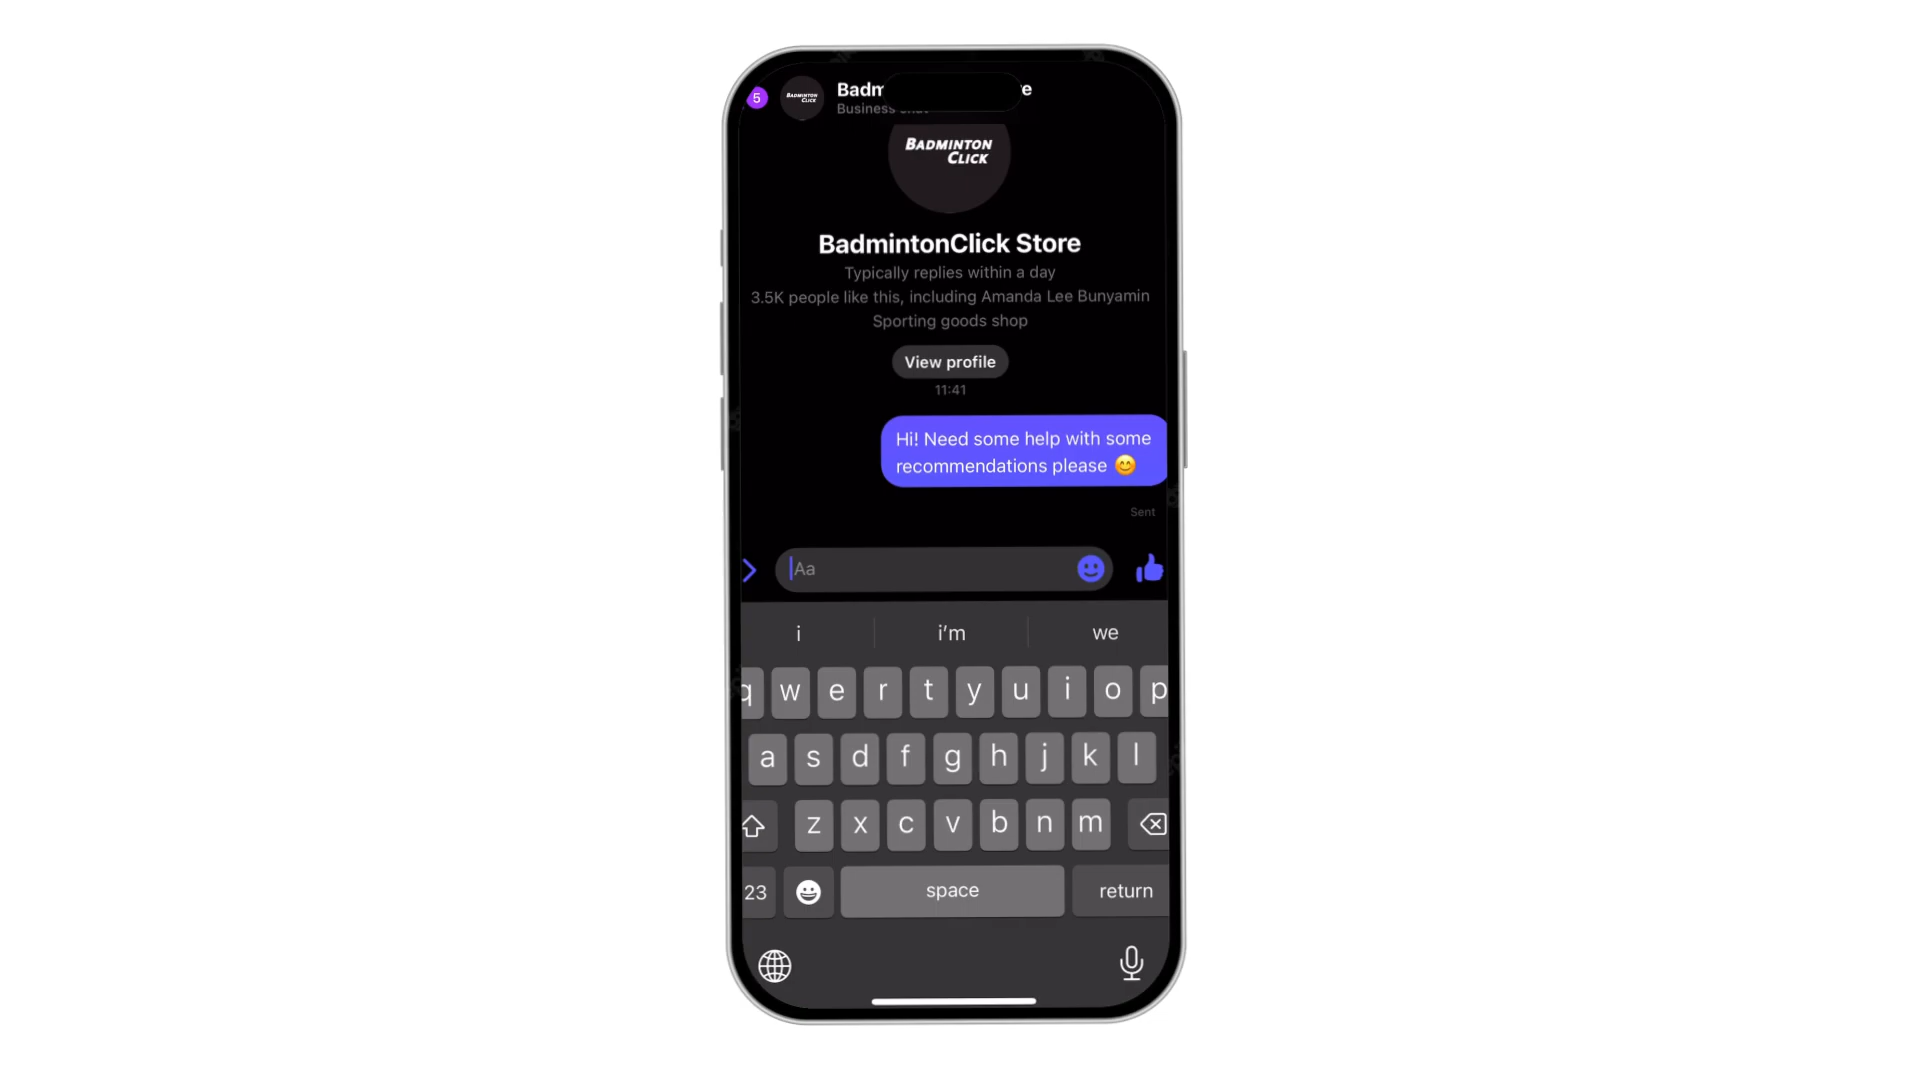 5
BADMINTON
CLICK
Business
BADMINTON
CLICK
BadmintonClick Store
Typically replies within a day
3.5K people like this, including Amanda Lee Bunyamin
Sporting goods shop
View profile
11:41
Hi! Need some help with some
recommendations please 😊
Sent
Aa
i i'm we
q w e r t y u i o p
a s d f g h j k l
z x c v b n m
23 space return